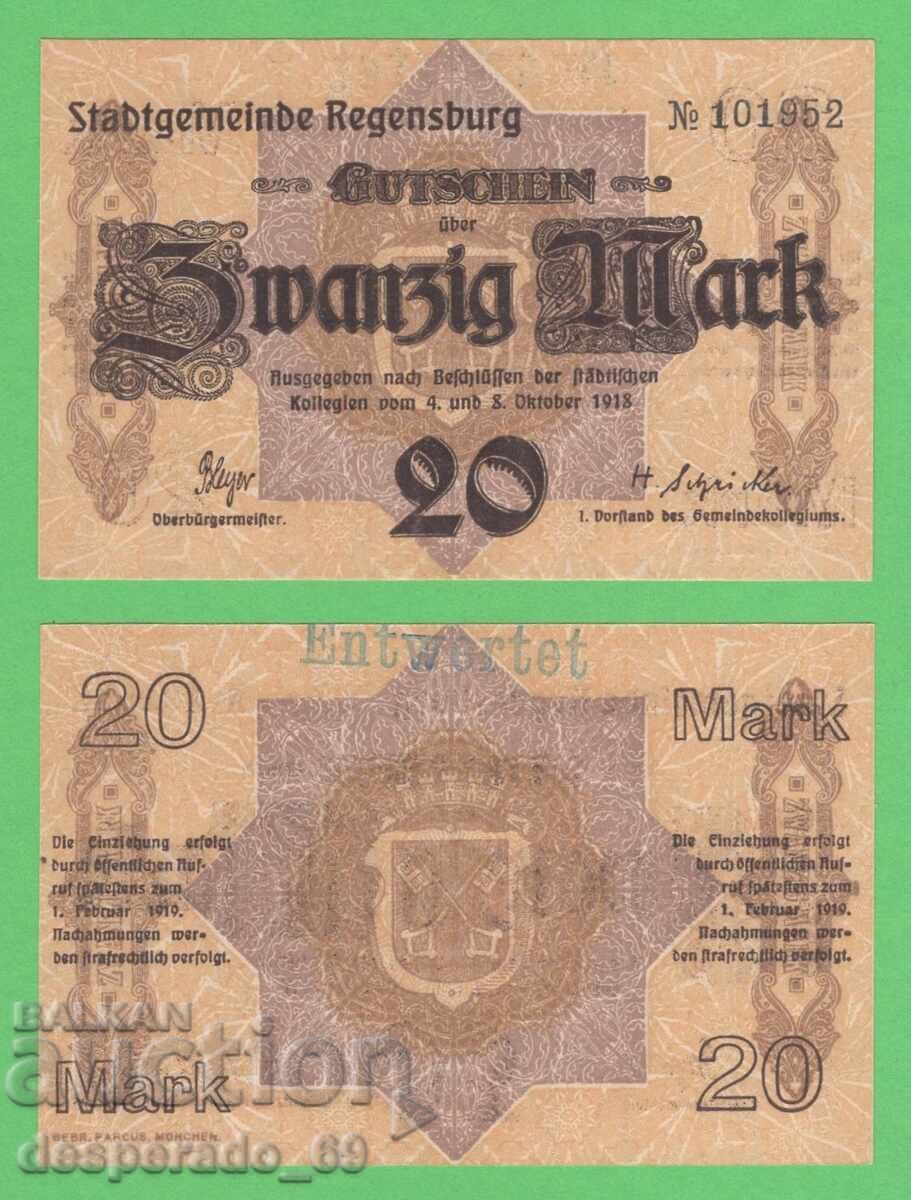 Stadtgemeinde Regensburg
№ 101952
GUTSCHEIN
über
Zwanzig Mark
Ausgegeben nach Beschlüssen der städtischen
Kollegien vom 4. und 8. Oktober 1918
20
H. Schricker.
Oberbürgermeister.
1. Vorstand des Gemeindekollegiums.
Entwertet
20
Mark
Die Einziehung erfolgt
durch öffentlichen Auf-
ruf spätestens zum
1. Februar 1919.
Nachahmungen wer-
den strafrechtlich verfolgt.
Die Einziehung erfolgt
durch öffentlichen Auf-
ruf spätestens zum
1. Februar 1919.
Nachahmungen wer-
den strafrechtlich verfolgt.
BALKAN
auction
Mark
20
GEBR. PARCUS, MÜNCHEN.
desperado_69